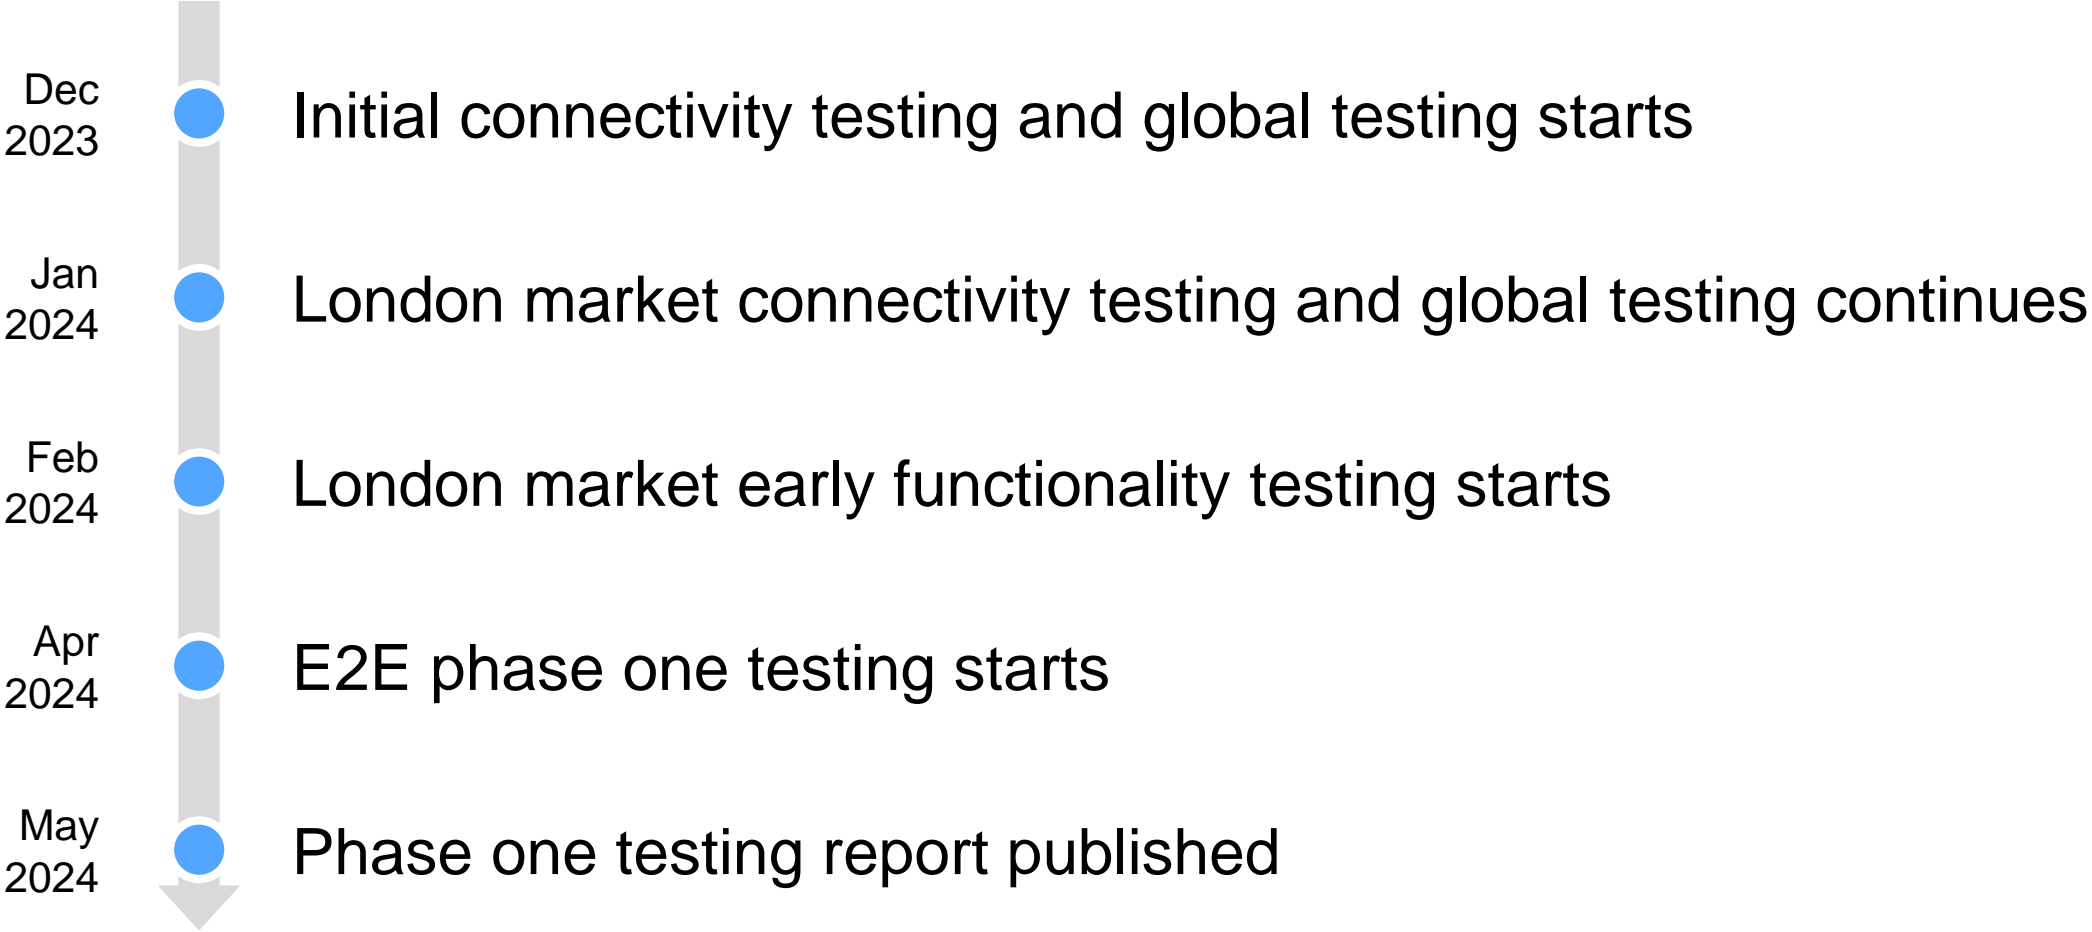 Dec
2023
Initial connectivity testing and global testing starts
Jan
2024
London market connectivity testing and global testing continues
Feb
2024
London market early functionality testing starts
Apr
2024
E2E phase one testing starts
May
2024
Phase one testing report published